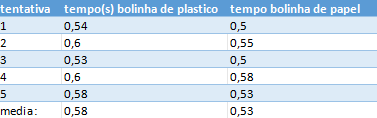 tentativa tempo(s) bolinha de plastico tempo bolinha de papel
1 0,54 0,5
2 0,6 0,55
3 0,53 0,5
4 0,6 0,58
5 0,58 0,53
media: 0,58 0,53